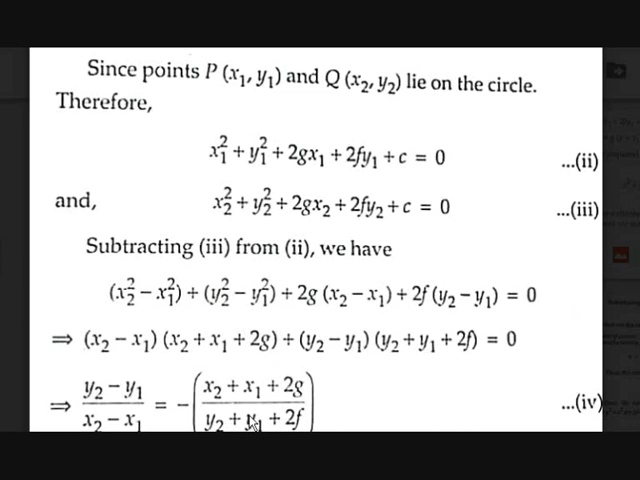 Since points P (x₁, y₁) and Q (x₂, y₂) lie on the circle.
Therefore,
x₁² + y₁² + 2gx₁ + 2fy₁ + c = 0 ...(ii)
and, x₂² + y₂² + 2gx₂ + 2fy₂ + c = 0 ...(iii)
Subtracting (iii) from (ii), we have
(x₂² − x₁²) + (y₂² − y₁²) + 2g (x₂ − x₁) + 2f (y₂ − y₁) = 0
⇒ (x₂ − x₁) (x₂ + x₁ + 2g) + (y₂ − y₁) (y₂ + y₁ + 2f) = 0
⇒ (y₂ − y₁)/(x₂ − x₁) = −((x₂ + x₁ + 2g)/(y₂ + y₁ + 2f)) ...(iv)